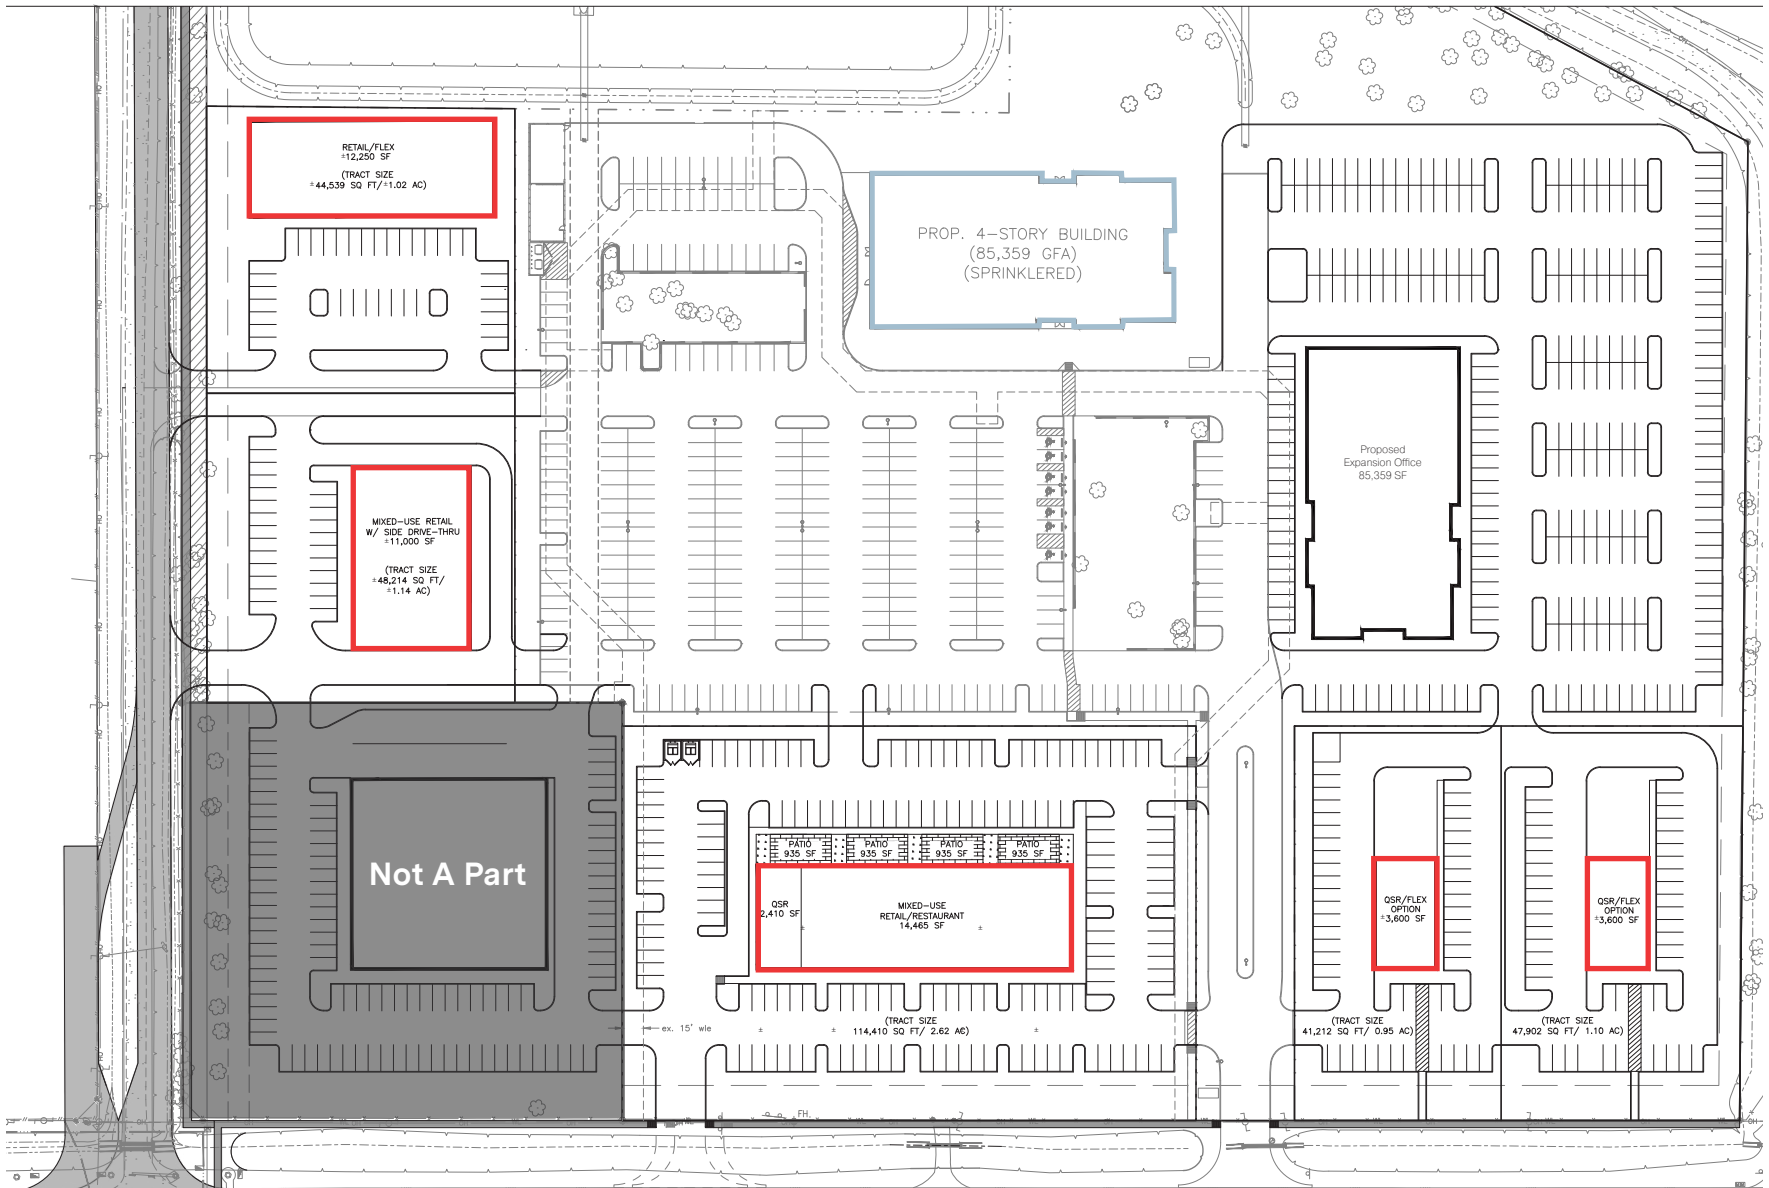 RETAIL/FLEX
±12,250 SF
(TRACT SIZE
±44,539 SQ FT/±1.02 AC)
PROP. 4-STORY BUILDING
(85,359 GFA)
(SPRINKLERED)
Proposed
Expansion Office
85,359 SF
MIXED-USE RETAIL
W/ SIDE DRIVE-THRU
±11,000 SF
(TRACT SIZE
±48,214 SQ FT/
±1.14 AC)
Not A Part
PATIO
935 SF
PATIO
935 SF
PATIO
935 SF
PATIO
935 SF
QSR
2,410 SF
MIXED-USE
RETAIL/RESTAURANT
14,465 SF
±
±
QSR/FLEX
OPTION
±3,600 SF
QSR/FLEX
OPTION
±3,600 SF
ex. 15' wle
(TRACT SIZE
114,410 SQ FT/ 2.62 AC)
(TRACT SIZE
41,212 SQ FT/ 0.95 AC)
(TRACT SIZE
47,902 SQ FT/ 1.10 AC)
FH.